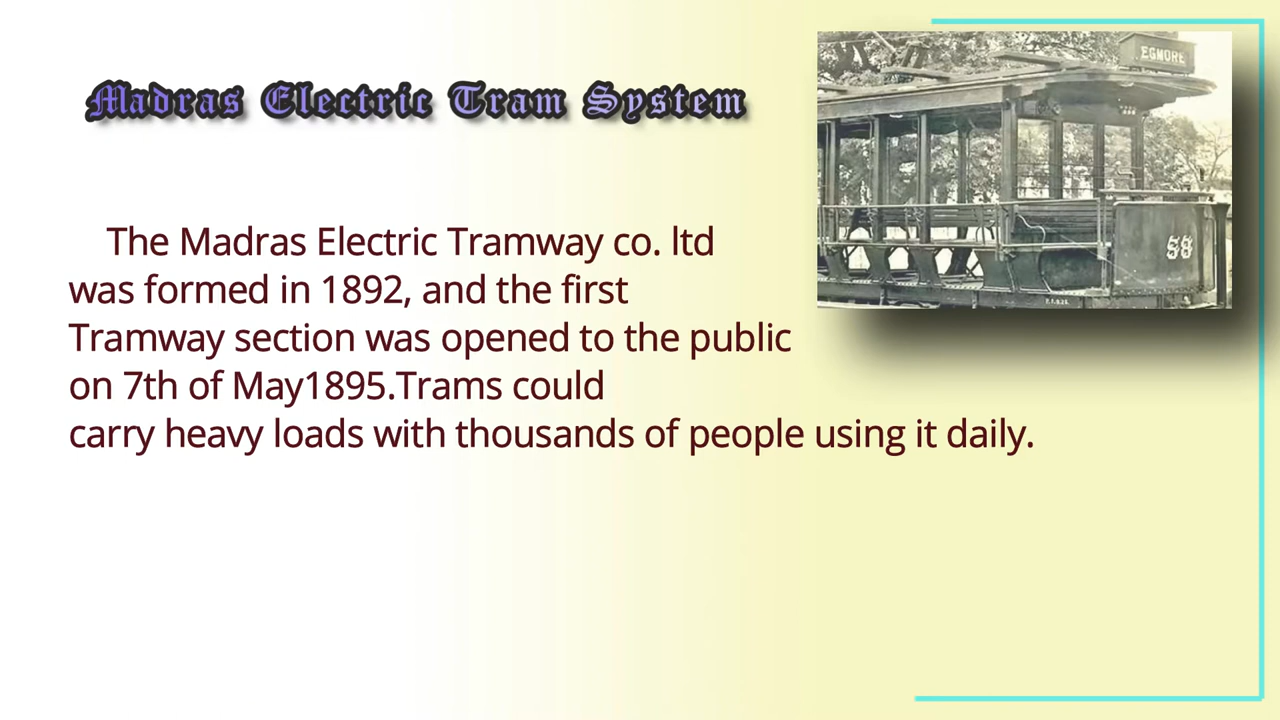 Madras Electric Tram System
EGMORE
58
The Madras Electric Tramway co. ltd
was formed in 1892, and the first
Tramway section was opened to the public
on 7th of May1895.Trams could
carry heavy loads with thousands of people using it daily.